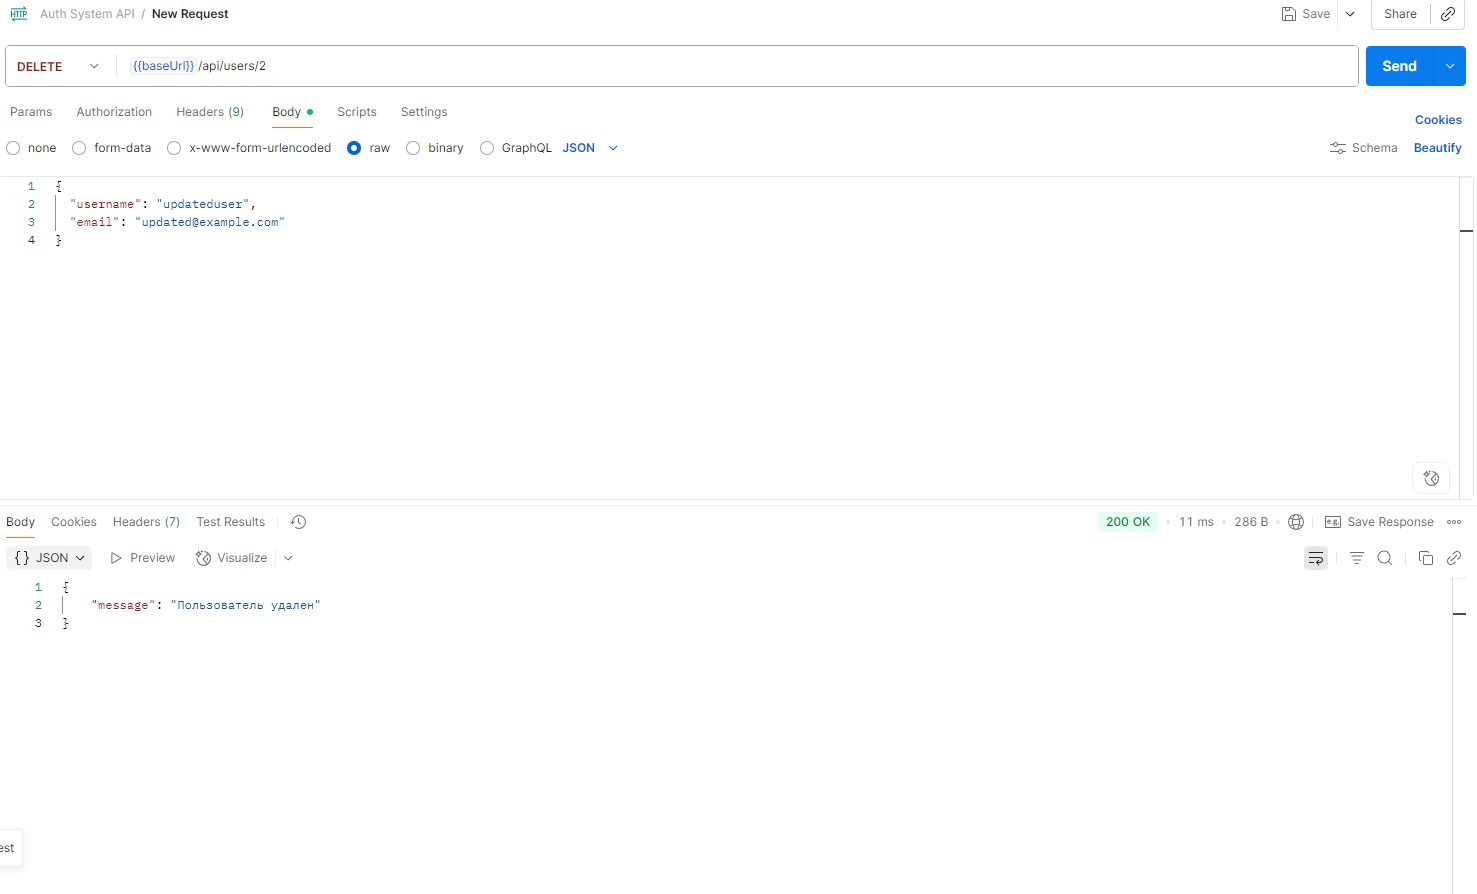 HTTP Auth System API / New Request Save Share
DELETE {{baseUrl}} /api/users/2 Send
Params Authorization Headers (9) Body Scripts Settings Cookies
none form-data x-www-form-urlencoded raw binary GraphQL JSON Schema Beautify
1 {
2 "username": "updateduser",
3 "email": "updated@example.com"
4 }
Body Cookies Headers (7) Test Results 200 OK • 11 ms • 286 B • e.g. Save Response
{} JSON Preview Visualize
1 {
2 "message": "Пользователь удален"
3 }
est